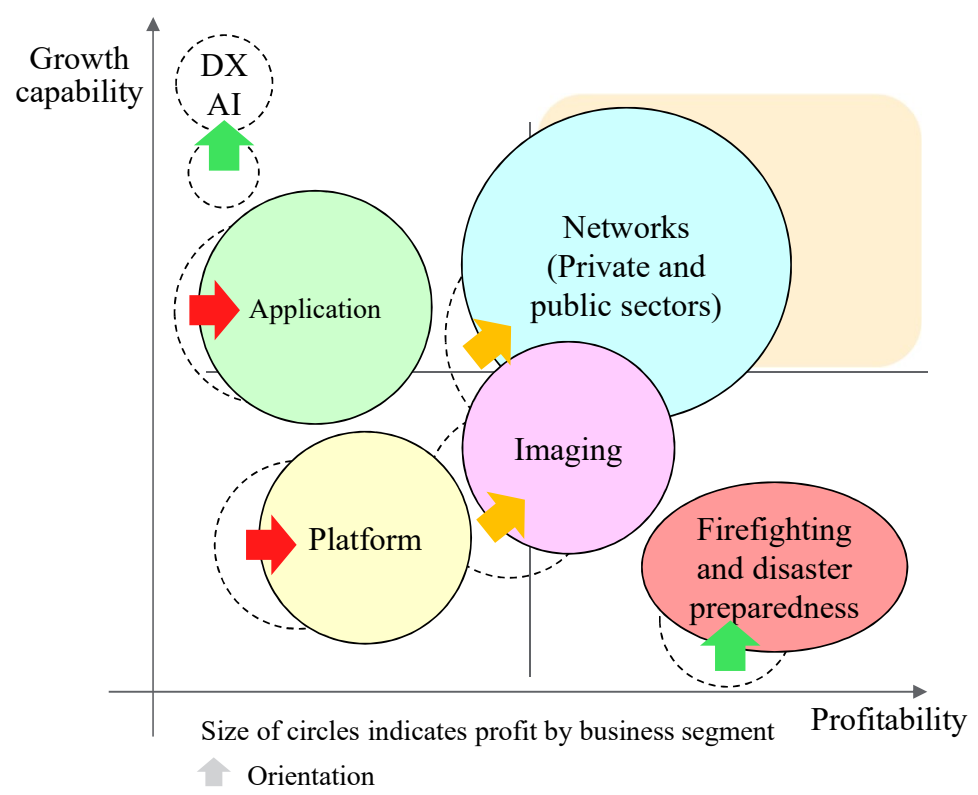 Growth
capability
DX
AI
Networks
(Private and
public sectors)
Application
Imaging
Platform
Firefighting
and disaster
preparedness
Profitability
Size of circles indicates profit by business segment
Orientation